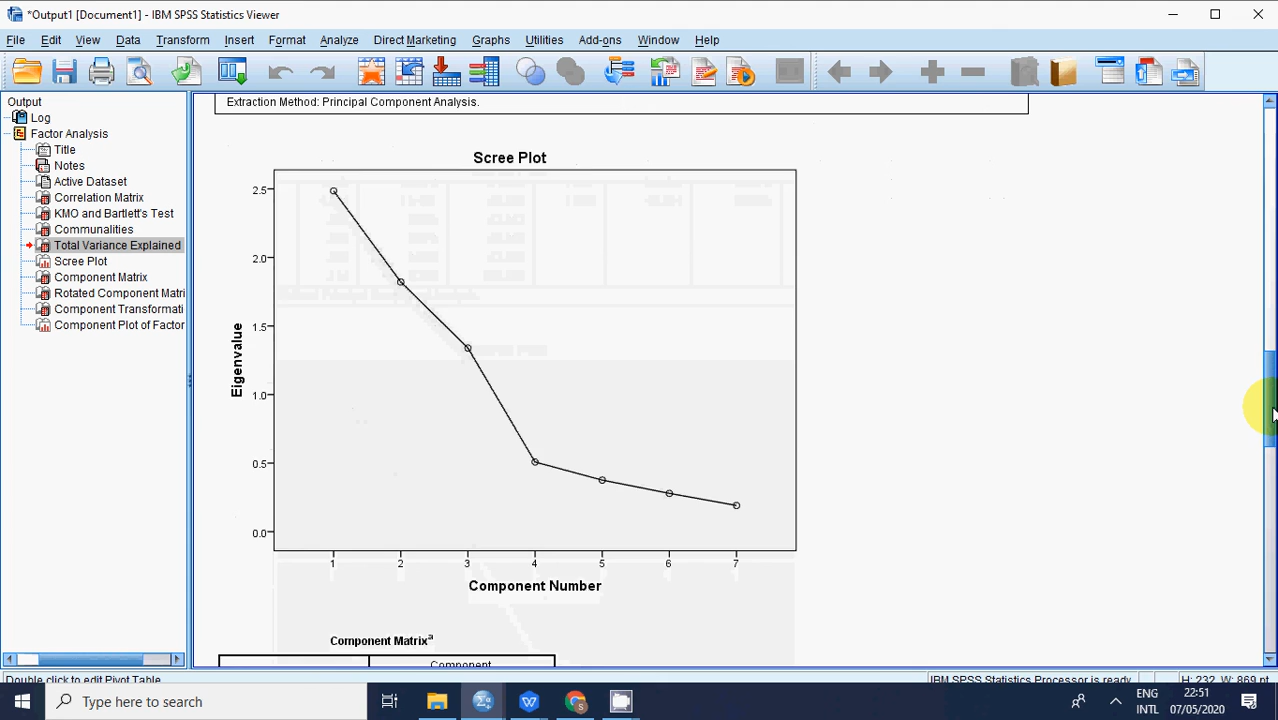 *Output1 [Document1] - IBM SPSS Statistics Viewer
File Edit View Data Transform Insert Format Analyze Direct Marketing Graphs Utilities Add-ons Window Help
Output
Log
Factor Analysis
Title
Notes
Active Dataset
Correlation Matrix
KMO and Bartlett's Test
Communalities
Total Variance Explained
Scree Plot
Component Matrix
Rotated Component Matri
Component Transformati
Component Plot of Factor
Extraction Method: Principal Component Analysis.
Scree Plot
Eigenvalue
2.5
2.0
1.5
1.0
0.5
0.0
1 2 3 4 5 6 7
Component Number
Component Matrixa
Component
Double click to edit Pivot Table
IBM SPSS Statistics Processor is ready
H: 232, W: 869 pt.
Type here to search
ENG
INTL
22:51
07/05/2020